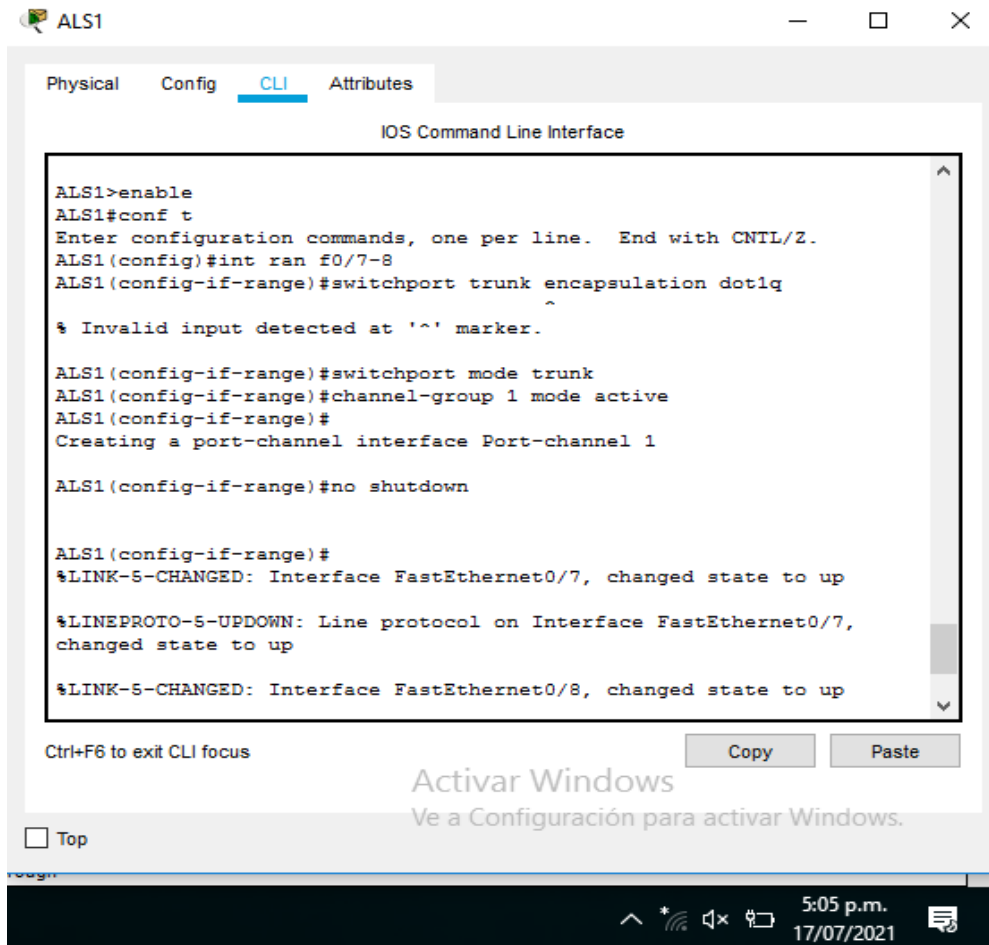 ALS1
Physical Config CLI Attributes
IOS Command Line Interface
ALS1>enable
ALS1#conf t
Enter configuration commands, one per line.  End with CNTL/Z.
ALS1(config)#int ran f0/7-8
ALS1(config-if-range)#switchport trunk encapsulation dot1q
^
% Invalid input detected at '^' marker.
ALS1(config-if-range)#switchport mode trunk
ALS1(config-if-range)#channel-group 1 mode active
ALS1(config-if-range)#
Creating a port-channel interface Port-channel 1
ALS1(config-if-range)#no shutdown
ALS1(config-if-range)#
%LINK-5-CHANGED: Interface FastEthernet0/7, changed state to up
%LINEPROTO-5-UPDOWN: Line protocol on Interface FastEthernet0/7,
changed state to up
%LINK-5-CHANGED: Interface FastEthernet0/8, changed state to up
Ctrl+F6 to exit CLI focus
Copy Paste
Activar Windows
Ve a Configuración para activar Windows.
Top
5:05 p.m.
17/07/2021